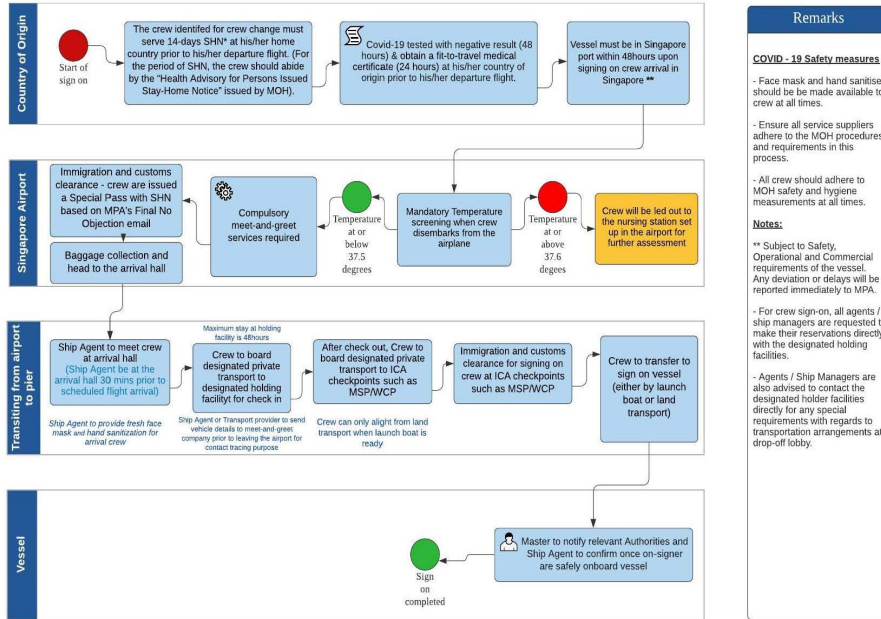 Country of Origin
Start of
sign on
The crew identifed for crew change must
serve 14-days SHN* at his/her home
country prior to his/her departure flight. (For
the period of SHN, the crew should abide
by the “Health Advisory for Persons Issued
Stay-Home Notice” issued by MOH).
Covid-19 tested with negative result (48
hours) & obtain a fit-to-travel medical
certificate (24 hours) at his/her country of
origin prior to his/her departure flight.
Vessel must be in Singapore
port within 48hours upon
signing on crew arrival in
Singapore **
Singapore Airport
Immigration and customs
clearance - crew are issued
a Special Pass with SHN
based on MPA's Final No
Objection email
Baggage collection and
head to the arrival hall
Compulsory
meet-and-greet
services required
Temperature
at or
below
37.5
degrees
Mandatory Temperature
screening when crew
disembarks from the
airplane
Temperature
at or
above
37.6
degees
Crew will be led out to
the nursing station set
up in the airport for
further assessment
Transiting from airport
to pier
Ship Agent to meet crew
at arrival hall
(Ship Agent be at the
arrival hall 30 mins prior to
scheduled flight arrival)
Ship Agent to provide fresh face
mask and hand sanitization for
arrival crew
Maximum stay at holding
facility is 48hours
Crew to board
designated private
transport to
designated holding
facilityt for check in
Ship Agent or Transport provider to send
vehicle details to meet-and-greet
company prior to leaving the airport for
contact tracing purpose
After check out, Crew to
board designated private
transport to ICA
checkpoints such as
MSP/WCP
Crew can only alight from land
transport when launch boat is
ready
Immigration and customs
clearance for signing on
crew at ICA checkpoints
such as MSP/WCP
Crew to transfer to
sign on vessel
(either by launch
boat or land
transport)
Vessel
Sign
on
completed
Master to notify relevant Authorities and
Ship Agent to confirm once on-signer
are safely onboard vessel
Remarks
COVID - 19 Safety measures
- Face mask and hand sanitise
should be be made available to
crew at all times.
- Ensure all service suppliers
adhere to the MOH procedures
and requirements in this
process.
- All crew should adhere to
MOH safety and hygiene
measurements at all times.
Notes:
** Subject to Safety,
Operational and Commercial
requirements of the vessel.
Any deviation or delays will be
reported immediately to MPA.
- For crew sign-on, all agents /
ship managers are requested t
make their reservations directly
with the designated holding
facilities.
- Agents / Ship Managers are
also advised to contact the
designated holder facilities
directly for any special
requirements with regards to
transportation arrangements at
drop-off lobby.